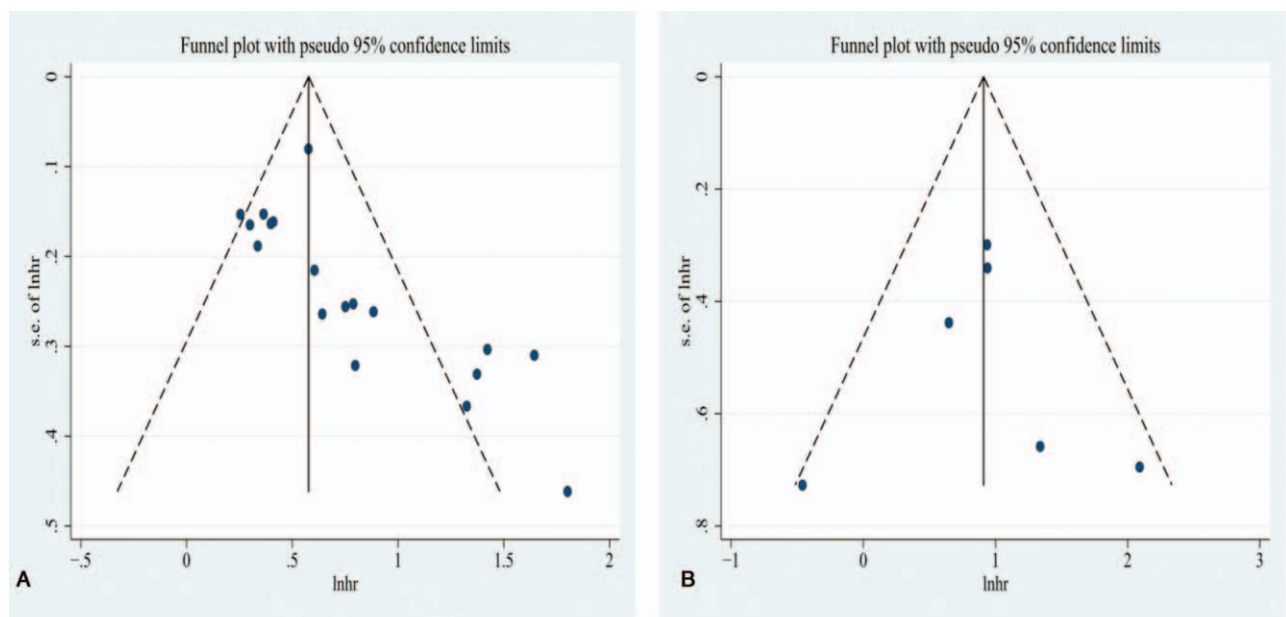 Funnel plot with pseudo 95% confidence limits
0
.1
.2
.3
.4
.5
s.e. of lnhr
-.5
0
.5
1
1.5
2
lnhr
A
Funnel plot with pseudo 95% confidence limits
0
.2
.4
.6
.8
s.e. of lnhr
-1
0
1
2
3
lnhr
B